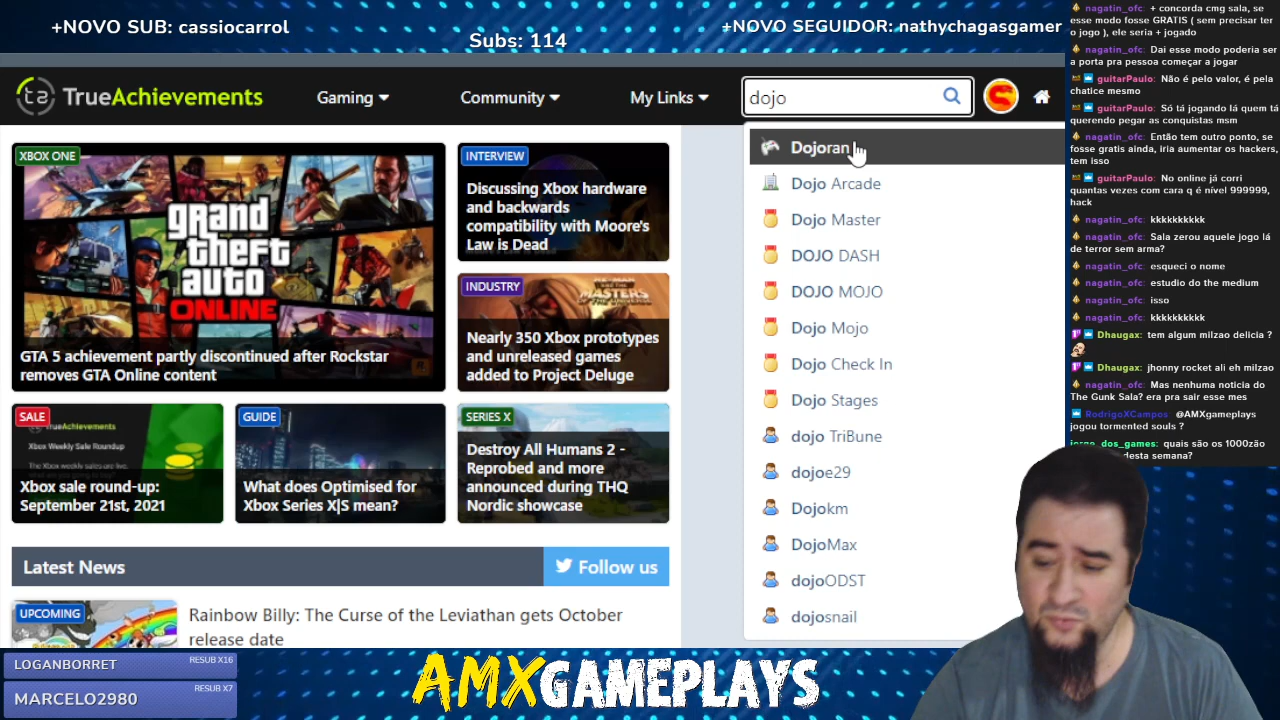 +NOVO SUB: cassiocarrol
Subs: 114
+NOVO SEGUIDOR: nathychagasgamer
TrueAchievements
Gaming
Community
My Links
dojo
XBOX ONE
grand
theft
auto
ONLINE
GTA 5 achievement partly discontinued after Rockstar
removes GTA Online content
INTERVIEW
Discussing Xbox hardware
and backwards
compatibility with Moore's
Law is Dead
INDUSTRY
HE-MAN
MASTERS
Nearly 350 Xbox prototypes
and unreleased games
added to Project Deluge
SALE
TrueAchievements
Xbox Weekly Sale Roundup
Xbox sale round-up:
September 21st, 2021
GUIDE
What does Optimised for
Xbox Series X|S mean?
SERIES X
Destroy All Humans 2 -
Reprobed and more
announced during THQ
Nordic showcase
Latest News
Follow us
UPCOMING
Rainbow Billy: The Curse of the Leviathan gets October
release date
Dojoran
Dojo Arcade
Dojo Master
DOJO DASH
DOJO MOJO
Dojo Mojo
Dojo Check In
Dojo Stages
dojo TriBune
dojoe29
Dojokm
DojoMax
dojoODST
dojosnail
nagatin_ofc: + concorda cmg sala, se
esse modo fosse GRATIS ( sem precisar ter
o jogo ), ele seria + jogado
nagatin_ofc: Dai esse modo poderia ser
a porta pra pessoa começar a jogar
guitarPaulo: Não é pelo valor, é pela
chatice mesmo
guitarPaulo: Só tá jogando lá quem tá
querendo pegar as conquistas msm
nagatin_ofc: Então tem outro ponto, se
fosse gratis ainda, iria aumentar os hackers,
tem isso
guitarPaulo: No online já corri
quantas vezes com cara q é nível 999999,
hack
nagatin_ofc: kkkkkkkkkk
nagatin_ofc: Sala zerou aquele jogo lá
de terror sem arma?
nagatin_ofc: esqueci o nome
nagatin_ofc: estudio do the medium
nagatin_ofc: isso
nagatin_ofc: kkkkkkkkkk
Dhaugax: tem algum milzao delicia ?
Dhaugax: jhonny rocket ali eh milzao
nagatin_ofc: Mas nenhuma noticia do
The Gunk Sala? era pra sair esse mes
RodrigoXCampos: @AMXgameplays
jogou tormented souls ?
jorge_dos_games: quais são os 1000zão
desta semana?
LOGANBORRET
RESUB X16
MARCELO2980
RESUB X7
AMXGAMEPLAYS